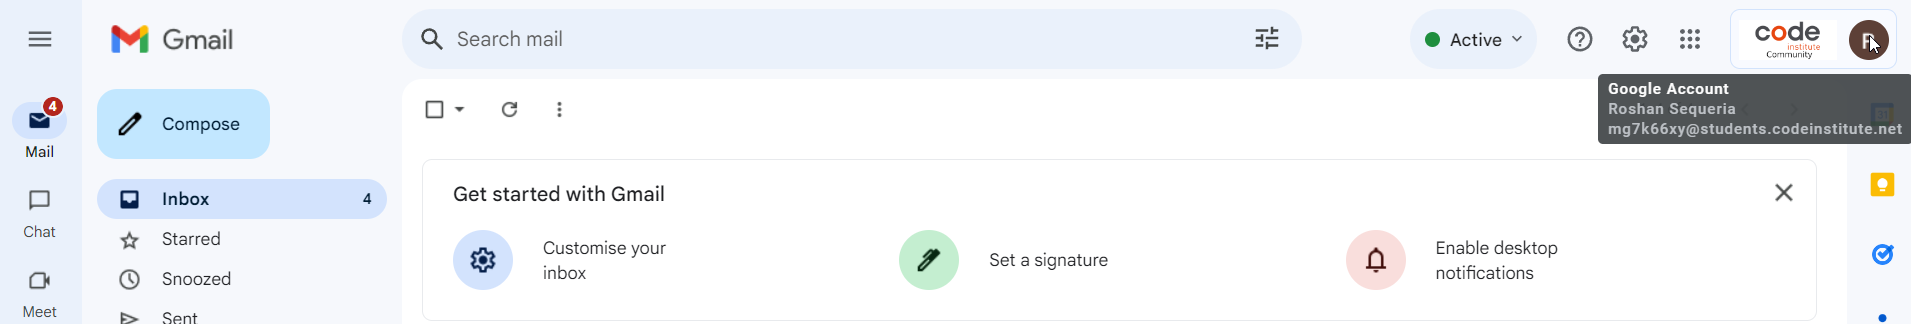 Gmail
Search mail
Active
code
institute
Community
Google Account
Roshan Sequeria
mg7k66xy@students.codeinstitute.net
4
Mail
Chat
Meet
Compose
Inbox 4
Starred
Snoozed
Sent
Get started with Gmail
Customise your
inbox
Set a signature
Enable desktop
notifications